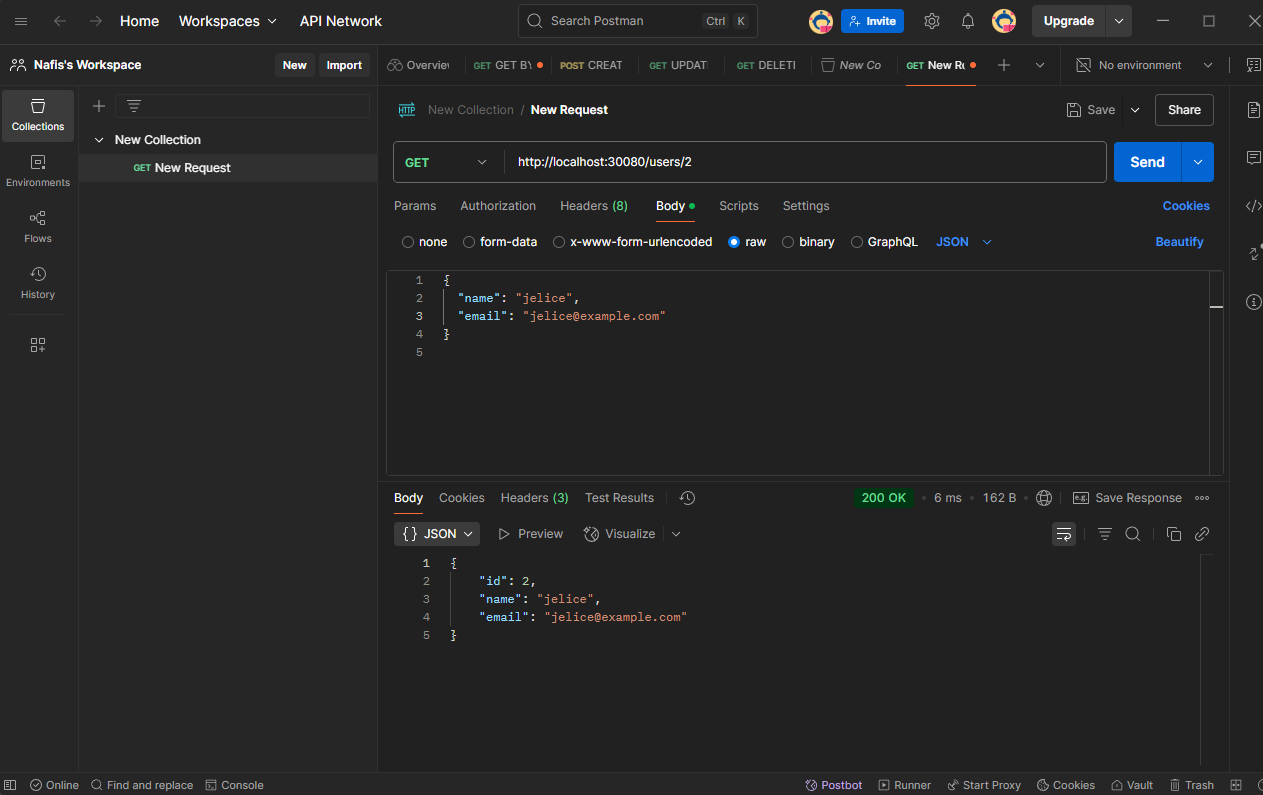 Home Workspaces API Network Search Postman Ctrl K Invite Upgrade
Nafis's Workspace New Import Overvie GET GET BY POST CREAT GET UPDAT GET DELETI New Co GET New Re No environment
Collections
Environments
Flows
History
New Collection
GET New Request
HTTP New Collection / New Request Save Share
GET http://localhost:30080/users/2 Send
Params Authorization Headers (8) Body Scripts Settings Cookies
none form-data x-www-form-urlencoded raw binary GraphQL JSON Beautify
1 {
2 "name": "jelice",
3 "email": "jelice@example.com"
4 }
5
Body Cookies Headers (3) Test Results 200 OK • 6 ms • 162 B • e.g. Save Response
{} JSON Preview Visualize
1 {
2 "id": 2,
3 "name": "jelice",
4 "email": "jelice@example.com"
5 }
Online Find and replace Console Postbot Runner Start Proxy Cookies Vault Trash